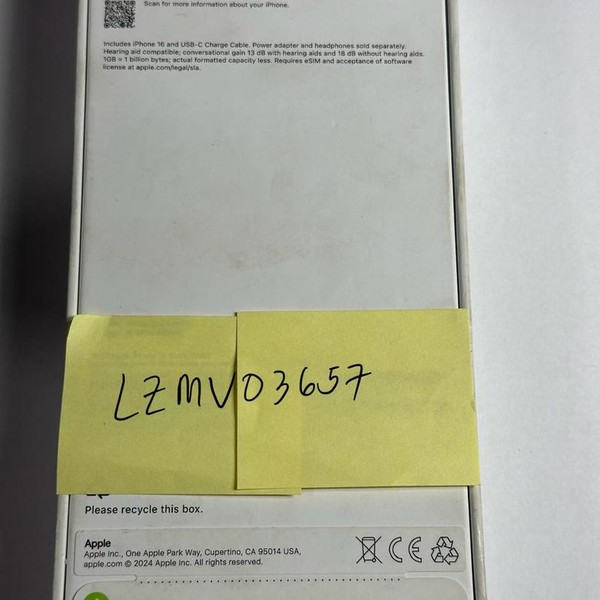 Scan for more information about your iPhone.
Includes iPhone 16 and USB-C Charge Cable. Power adapter and headphones sold separately.
Hearing aid compatible; conversational gain 13 dB with hearing aids and 18 dB without hearing aids.
1GB = 1 billion bytes; actual formatted capacity less. Requires eSIM and acceptance of software
license at apple.com/legal/sla.
LZMV03657
Please recycle this box.
Apple
Apple Inc., One Apple Park Way, Cupertino, CA 95014 USA,
apple.com © 2024 Apple Inc. All rights reserved.
CE